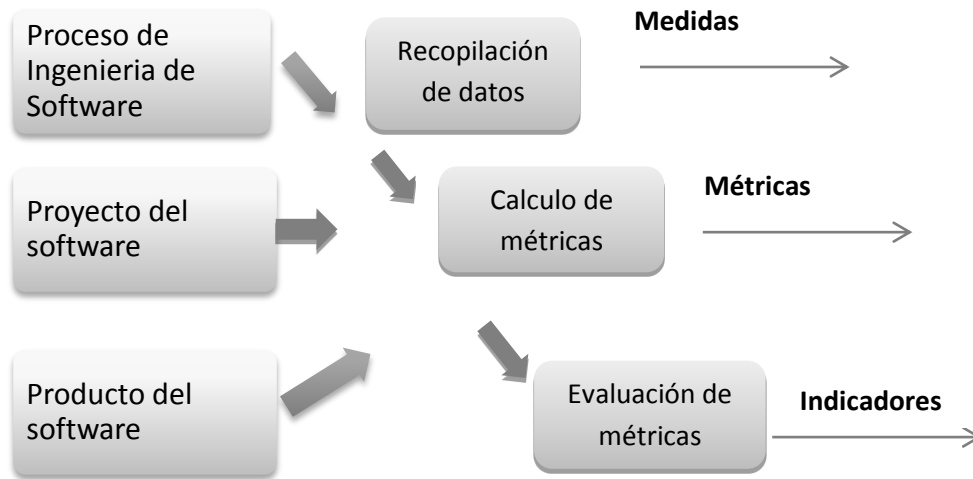 Proceso de
Ingenieria de
Software
Recopilación
de datos
Medidas
Proyecto del
software
Calculo de
métricas
Métricas
Producto del
software
Evaluación de
métricas
Indicadores